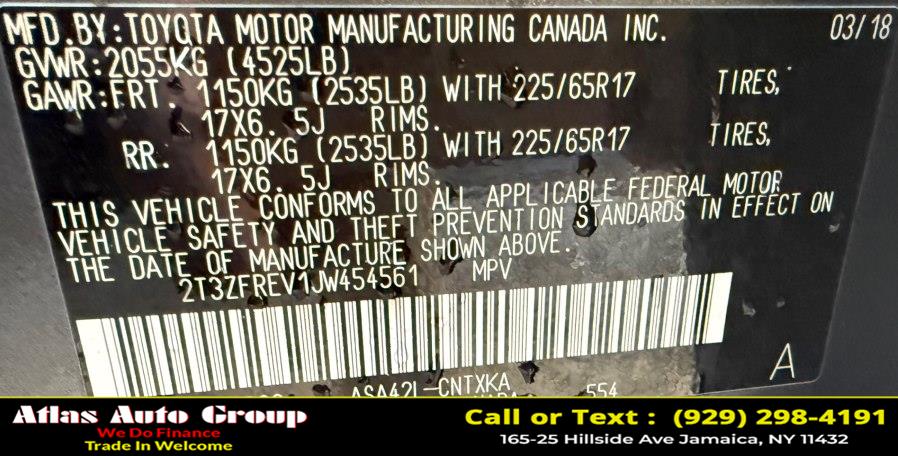 MFD.BY:TOYOTA MOTOR MANUFACTURING CANADA INC. 03/18
GVWR:2055KG (4525LB)
GAWR:FRT. 1150KG (2535LB) WITH 225/65R17 TIRES,
17X6.5J RIMS.
RR. 1150KG (2535LB) WITH 225/65R17 TIRES,
17X6.5J RIMS.
THIS VEHICLE CONFORMS TO ALL APPLICABLE FEDERAL MOTOR
VEHICLE SAFETY AND THEFT PREVENTION STANDARDS IN EFFECT ON
THE DATE OF MANUFACTURE SHOWN ABOVE.
2T3ZFREV1JW454561 MPV
A
ASA42L-CNTXKA 554
Atlas Auto Group
We Do Finance
Trade In Welcome
Call or Text : (929) 298-4191
165-25 Hillside Ave Jamaica, NY 11432